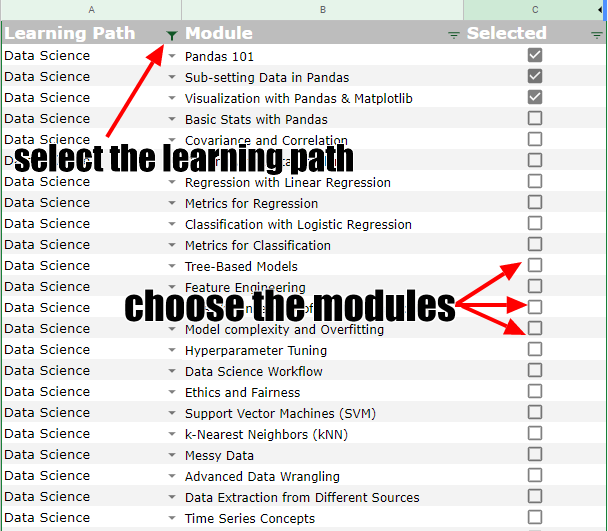 A B C
Learning Path Module Selected
Data Science Pandas 101
Data Science Sub-setting Data in Pandas
Data Science Visualization with Pandas & Matplotlib
Data Science Basic Stats with Pandas
Data Science Covariance and Correlation
select the learning path
Data Science Regression with Linear Regression
Data Science Metrics for Regression
Data Science Classification with Logistic Regression
Data Science Metrics for Classification
Data Science Tree-Based Models
Data Science Feature Engineering
choose the modules
Data Science
Data Science Model complexity and Overfitting
Data Science Hyperparameter Tuning
Data Science Data Science Workflow
Data Science Ethics and Fairness
Data Science Support Vector Machines (SVM)
Data Science k-Nearest Neighbors (kNN)
Data Science Messy Data
Data Science Advanced Data Wrangling
Data Science Data Extraction from Different Sources
Data Science Time Series Concepts